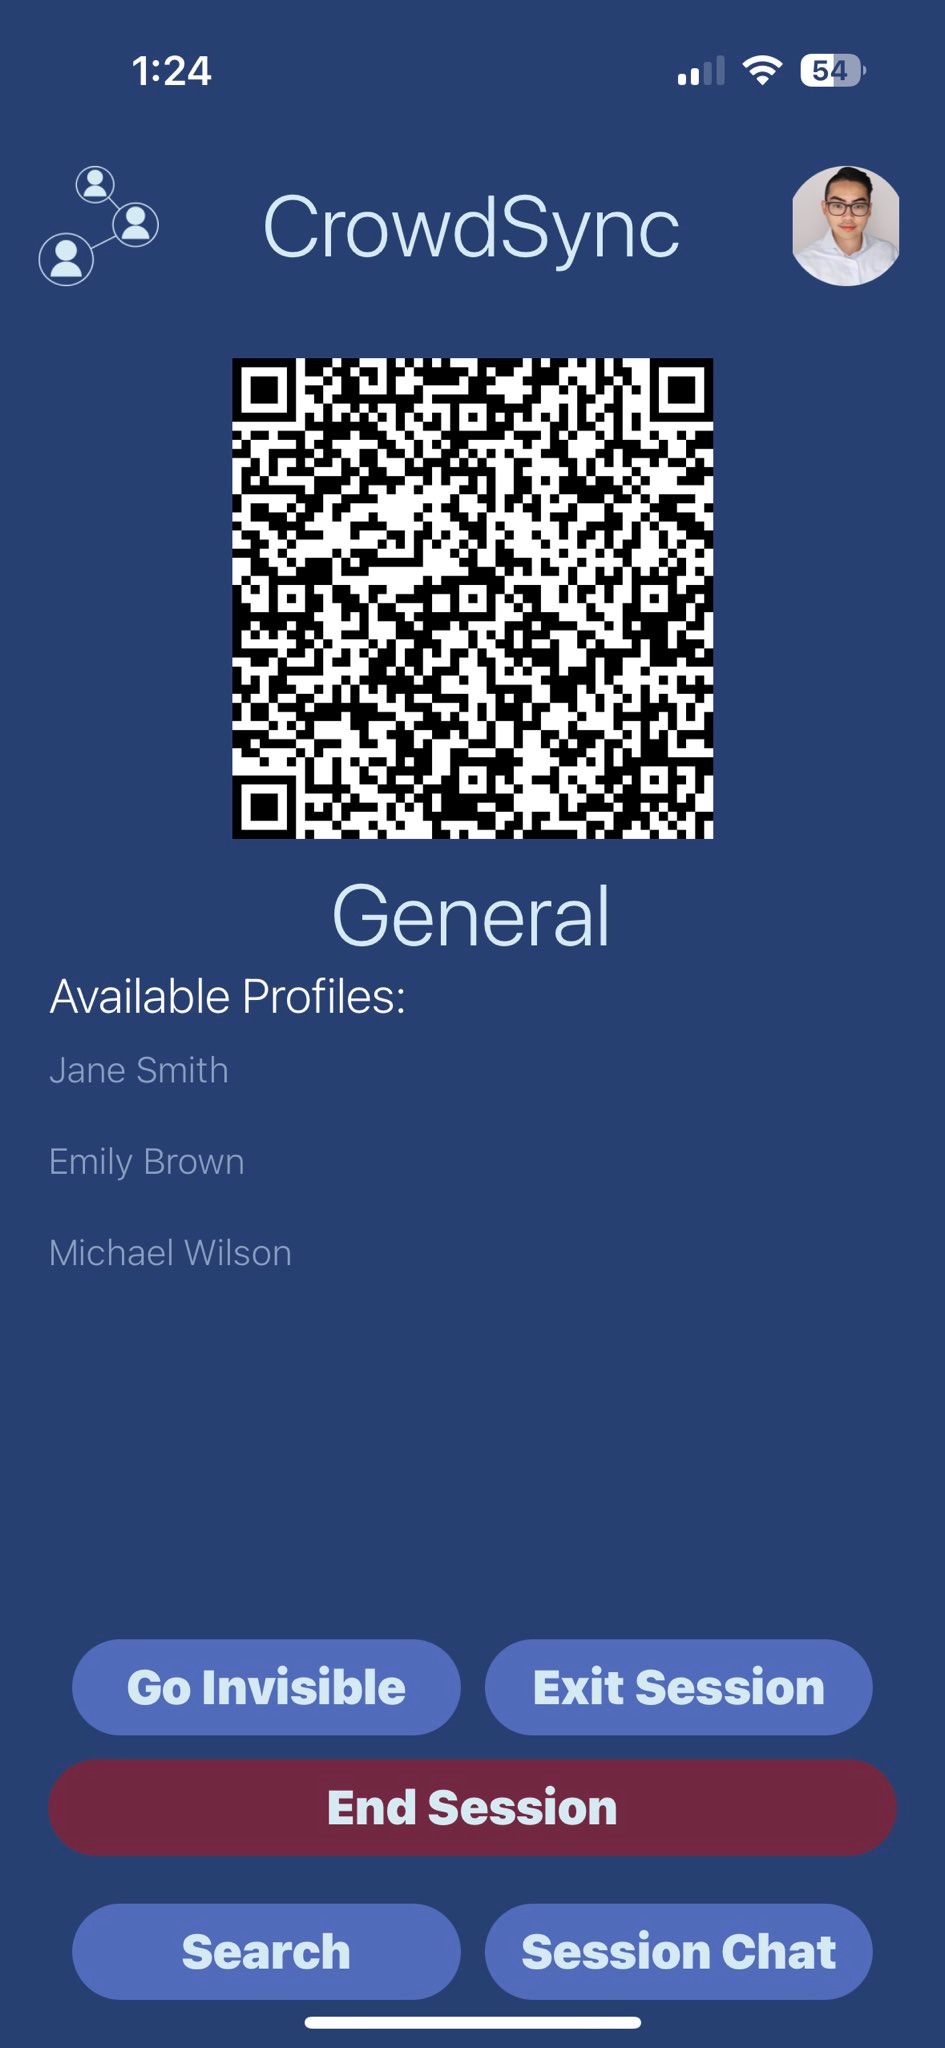 1:24
54
CrowdSync
General
Available Profiles:
Jane Smith
Emily Brown
Michael Wilson
Go Invisible
Exit Session
End Session
Search
Session Chat